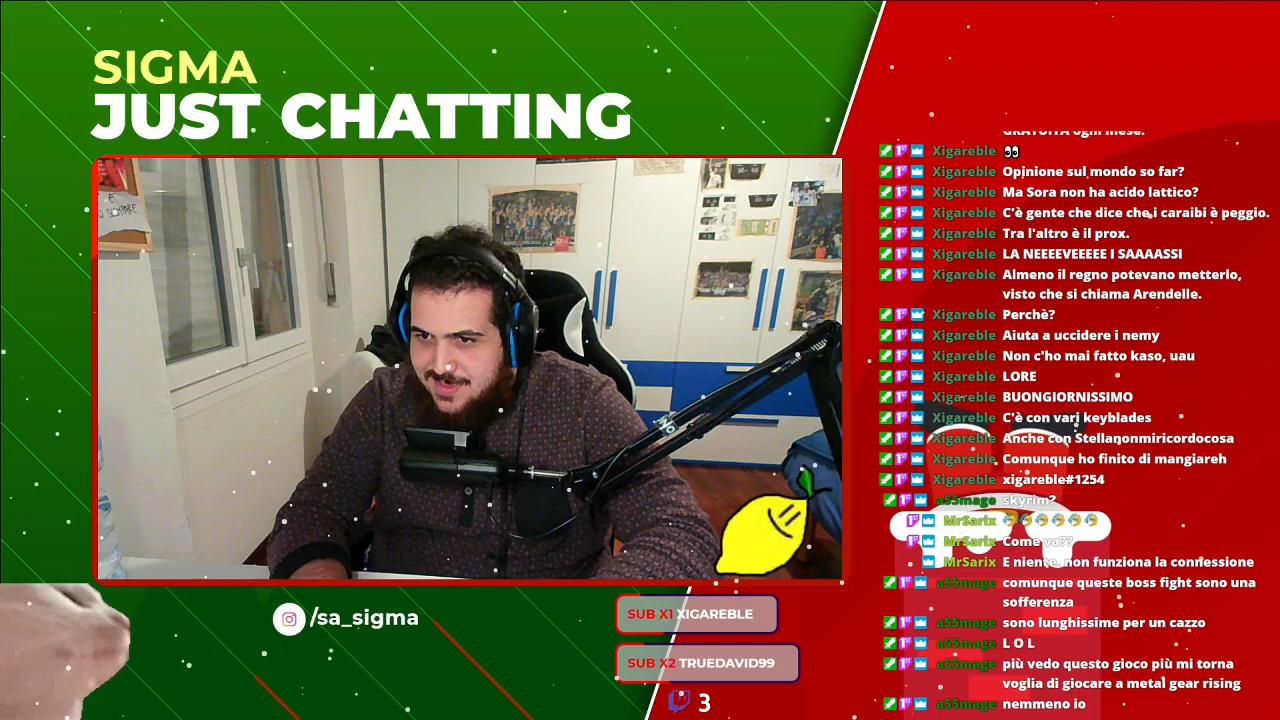 SIGMA
JUST CHATTING
GRATUITA ogni mese.
Xigareble 👀
Xigareble Opinione sul mondo so far?
Xigareble Ma Sora non ha acido lattico?
Xigareble C'è gente che dice che i caraibi è peggio.
Xigareble Tra l'altro è il prox.
Xigareble LA NEEEEVEEEEE I SAAAASSI
Xigareble Almeno il regno potevano metterlo,
visto che si chiama Arendelle.
Xigareble Perchè?
Xigareble Aiuta a uccidere i nemy
Xigareble Non c'ho mai fatto kaso, uau
Xigareble LORE
Xigareble BUONGIORNISSIMO
Xigareble C'è con vari keyblades
Xigareble Anche con Stellanonmiricordocosa
Xigareble Comunque ho finito di mangiareh
Xigareble xigareble#1254
a55mage skyrim?
MrSarix
MrSarix Come va??
MrSarix E niente, non funziona la connessione
a55mage comunque queste boss fight sono una
sofferenza
a55mage sono lunghissime per un cazzo
a55mage L O L
a55mage più vedo questo gioco più mi torna
voglia di giocare a metal gear rising
a55mage nemmeno io
/sa_sigma
SUB X1 XIGAREBLE
SUB X2 TRUEDAVID99
3